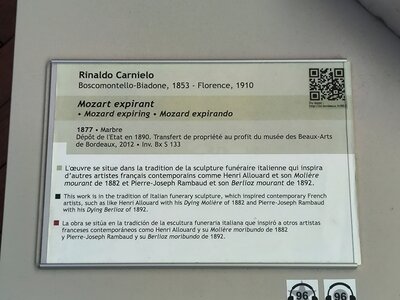 Rinaldo Carnielo
Boscomontello-Biadone, 1853 - Florence, 1910
Mozart expirant
• Mozart expiring • Mozart expirando
1877 • Marbre
Dépôt de l'Etat en 1890. Transfert de propriété au profit du musée des Beaux-Arts
de Bordeaux, 2012 • Inv. Bx S 133
L'œuvre se situe dans la tradition de la sculpture funéraire italienne qui inspira
d'autres artistes français contemporains comme Henri Allouard et son Molière
mourant de 1882 et Pierre-Joseph Rambaud et son Berlioz mourant de 1892.
This work is in the tradition of Italian funerary sculpture, which inspired contemporary French
artists, such as like Henri Allouard with his Dying Molière of 1882 and Pierre-Joseph Rambaud
with his Dying Berlioz of 1892.
La obra se sitúa en la tradición de la escultura funeraria italiana que inspiró a otros artistas
franceses contemporáneos como Henri Allouard y su Molière moribundo de 1882
y Pierre-Joseph Rambaud y su Berlioz moribundo de 1892.
96 96